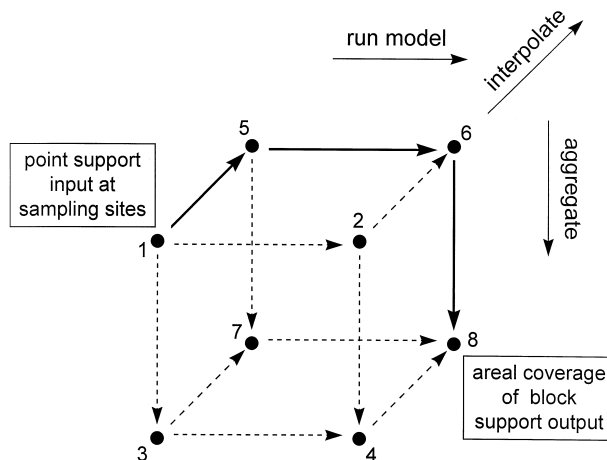 run model
interpolate
aggregate
point support
input at
sampling sites
5
6
1
2
7
8
areal coverage
of block
support output
3
4